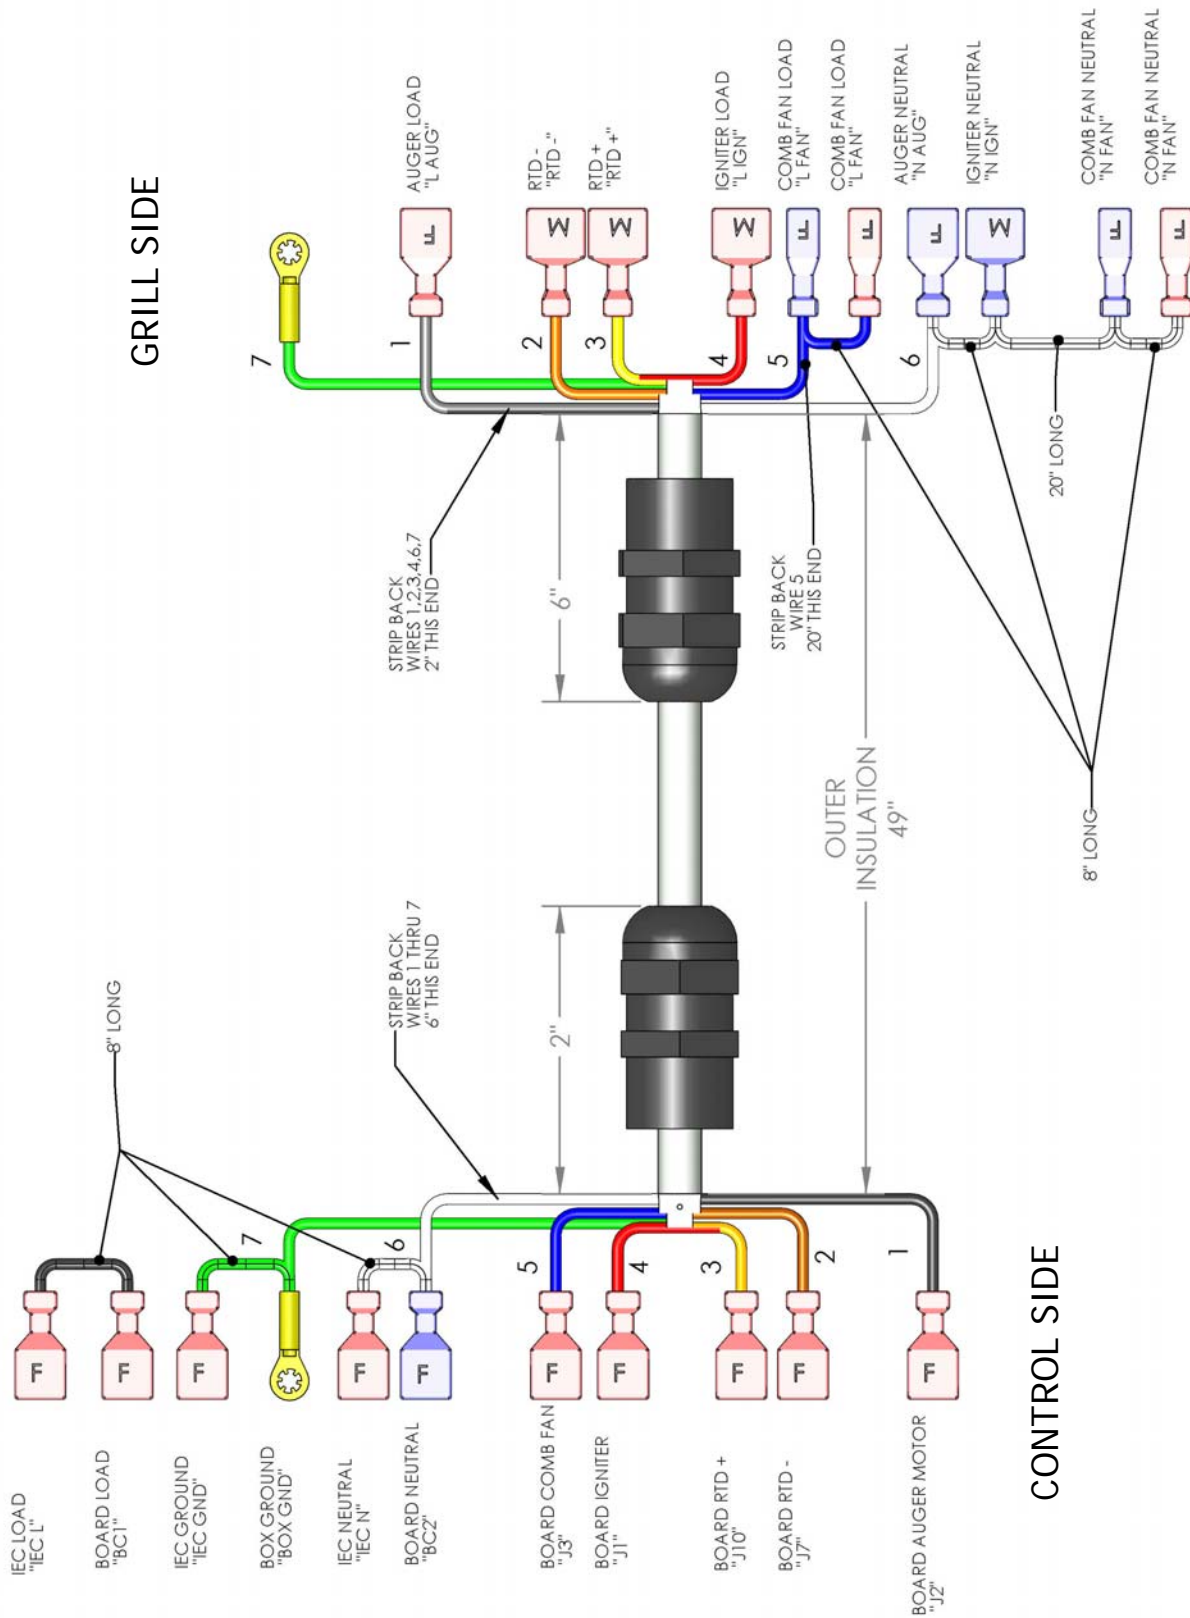 GRILL SIDE
7
1
AUGER LOAD
"L AUG"
2
RTD -
"RTD -"
3
RTD +
"RTD +"
4
IGNITER LOAD
"L IGN"
5
COMB FAN LOAD
"L FAN"
COMB FAN LOAD
"L FAN"
6
AUGER NEUTRAL
"N AUG"
IGNITER NEUTRAL
"N IGN"
COMB FAN NEUTRAL
"N FAN"
COMB FAN NEUTRAL
"N FAN"
F
M
M
M
F
F
F
M
F
F
STRIP BACK
WIRES 1,2,3,4,6,7
2" THIS END
6"
STRIP BACK
WIRE 5
20" THIS END
20" LONG
8" LONG
OUTER
INSULATION
49"
8" LONG
STRIP BACK
WIRES 1 THRU 7
6" THIS END
2"
7
6
5
4
3
2
1
F
F
F
F
F
F
F
F
F
F
IEC LOAD
"IEC L"
BOARD LOAD
"BC1"
IEC GROUND
"IEC GND"
BOX GROUND
"BOX GND"
IEC NEUTRAL
"IEC N"
BOARD NEUTRAL
"BC2"
BOARD COMB FAN
"J3"
BOARD IGNITER
"J1"
BOARD RTD +
"J10"
BOARD RTD -
"J7"
BOARD AUGER MOTOR
"J2"
CONTROL SIDE